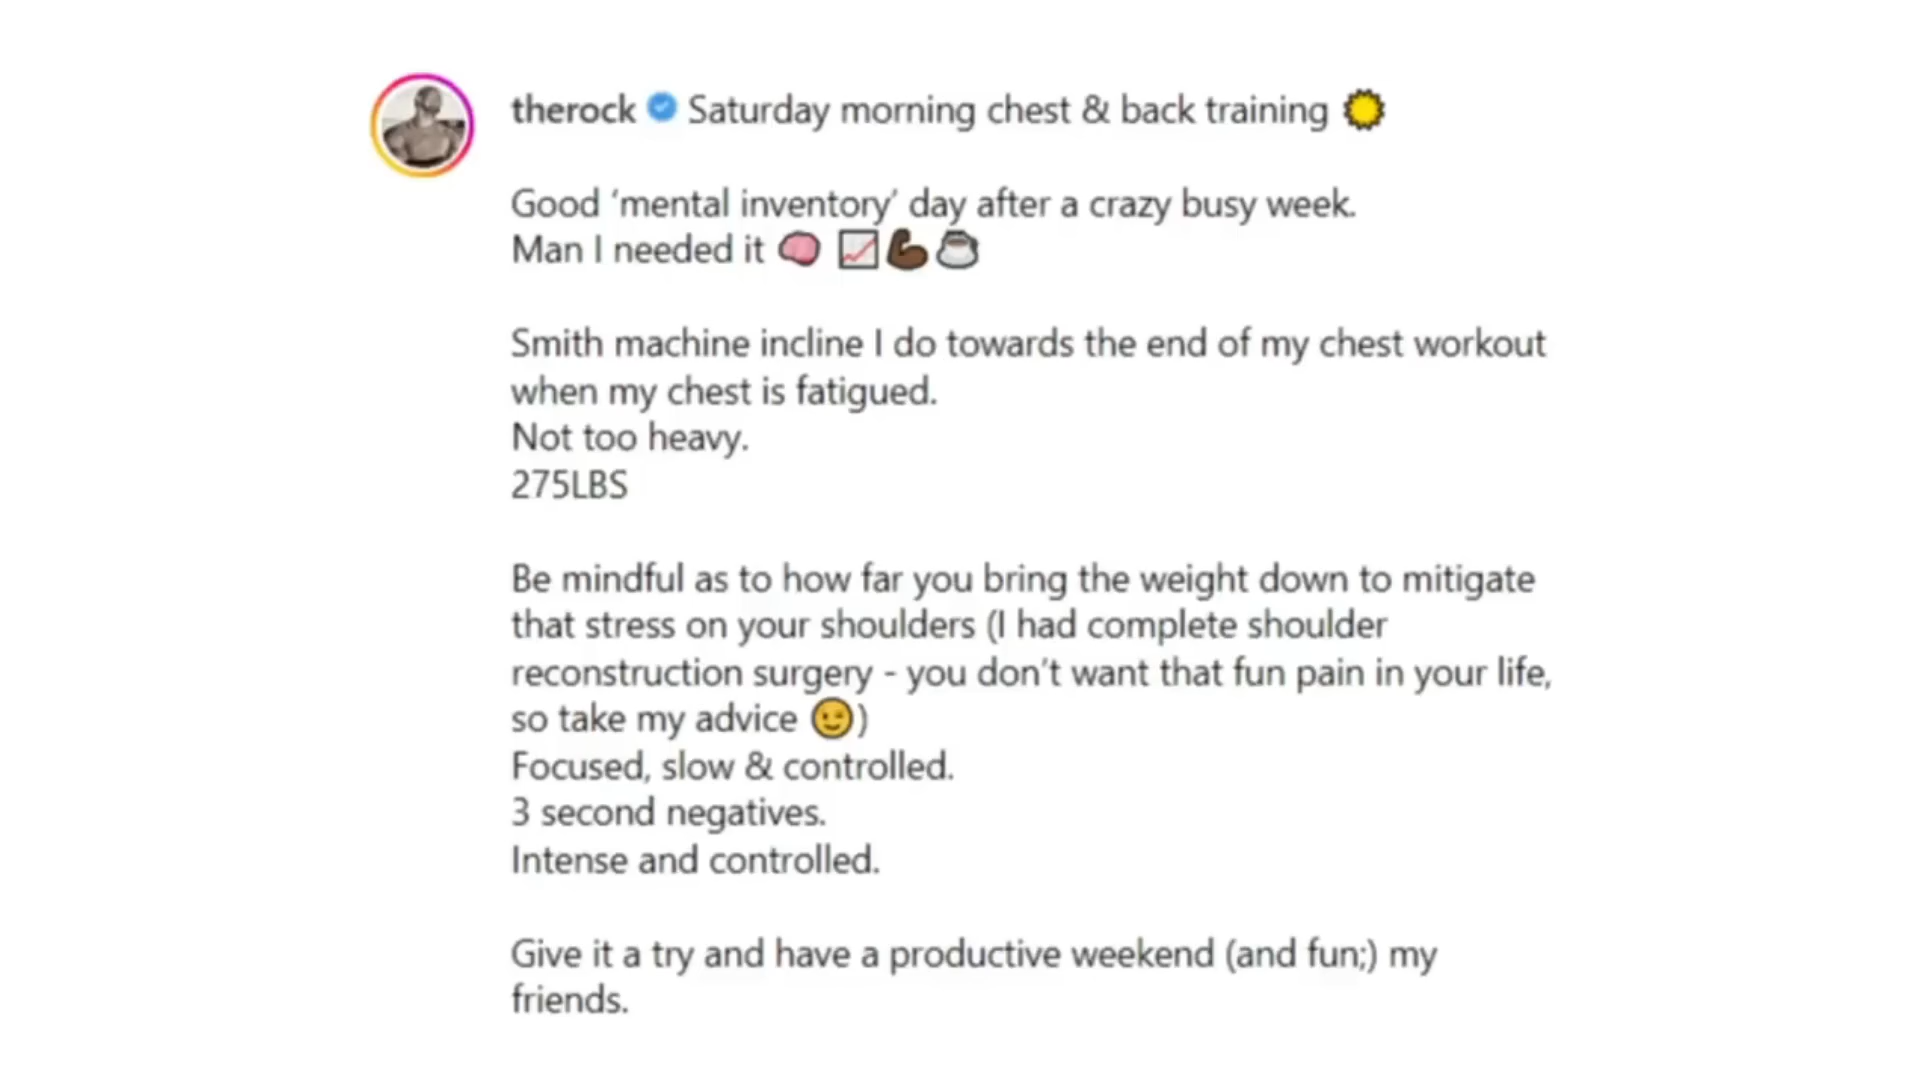 therock Saturday morning chest & back training ☀
Good ‘mental inventory’ day after a crazy busy week.
Man I needed it 🧠 📈💪🏿☕
Smith machine incline I do towards the end of my chest workout
when my chest is fatigued.
Not too heavy.
275LBS
Be mindful as to how far you bring the weight down to mitigate
that stress on your shoulders (I had complete shoulder
reconstruction surgery - you don’t want that fun pain in your life,
so take my advice 😉)
Focused, slow & controlled.
3 second negatives.
Intense and controlled.
Give it a try and have a productive weekend (and fun;) my
friends.